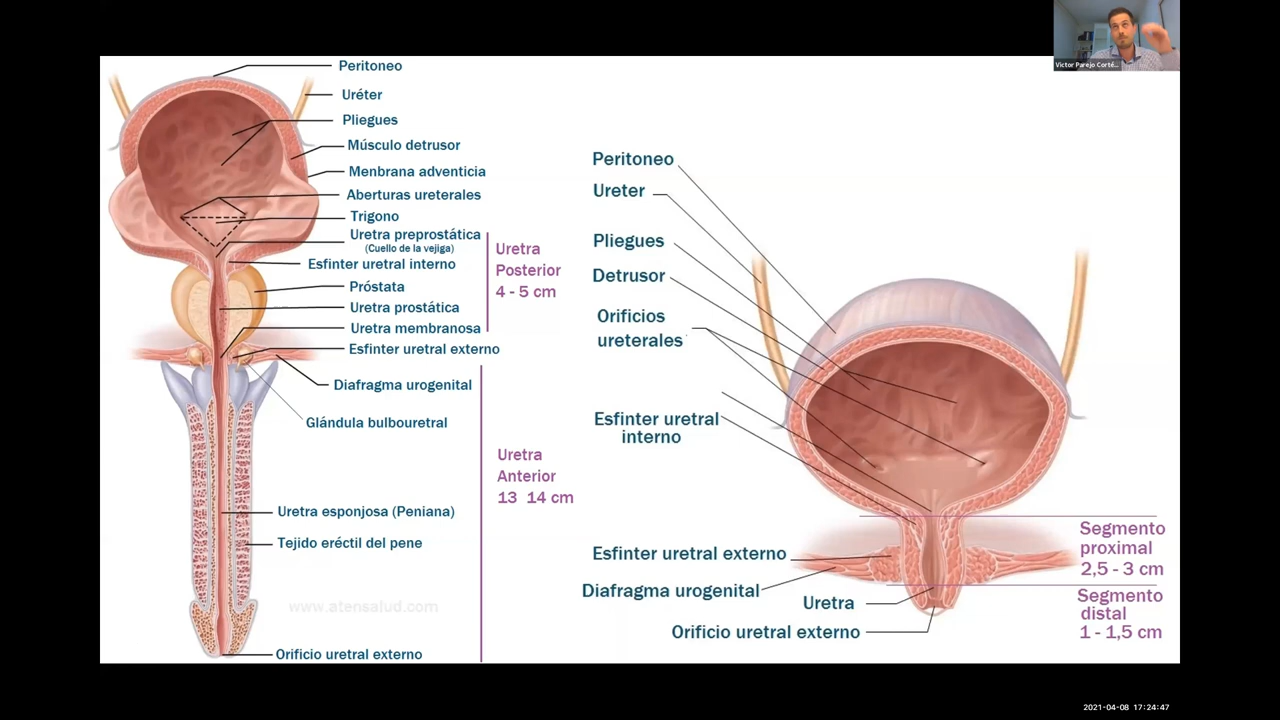 Victor Parejo Corté...
Peritoneo
Uréter
Pliegues
Músculo detrusor
Menbrana adventicia
Aberturas ureterales
Trigono
Uretra preprostática
(Cuello de la vejiga)
Esfinter uretral interno
Próstata
Uretra prostática
Uretra membranosa
Esfinter uretral externo
Diafragma urogenital
Glándula bulbouretral
Uretra esponjosa (Peniana)
Tejido eréctil del pene
www.atensalud.com
Orificio uretral externo
Uretra
Posterior
4 - 5 cm
Uretra
Anterior
13 14 cm
Peritoneo
Ureter
Pliegues
Detrusor
Orificios
ureterales
Esfinter uretral
interno
Esfinter uretral externo
Diafragma urogenital
Uretra
Orificio uretral externo
Segmento
proximal
2,5 - 3 cm
Segmento
distal
1 - 1,5 cm
2021-04-08 17:24:47